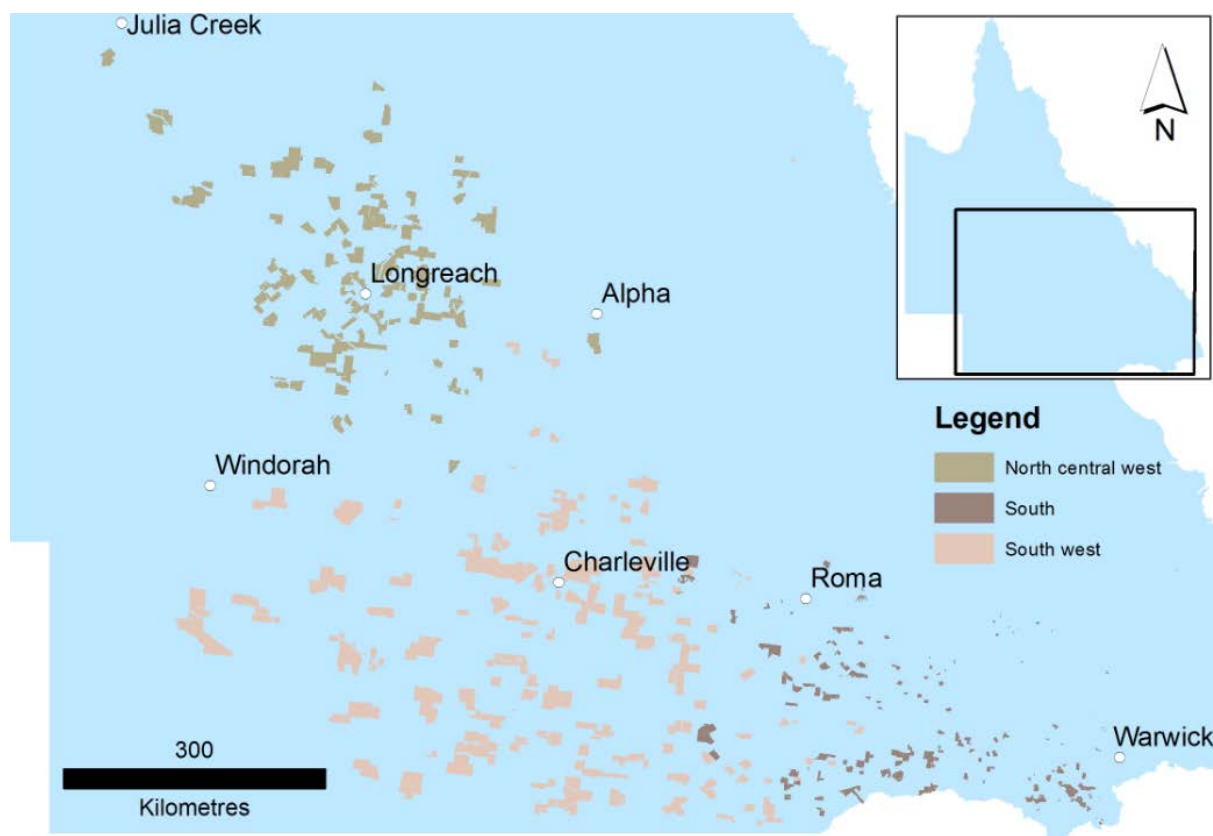 Julia Creek
N
Longreach
Alpha
Legend
Windorah
North central west
South
South west
Charleville
Roma
300
Kilometres
Warwick